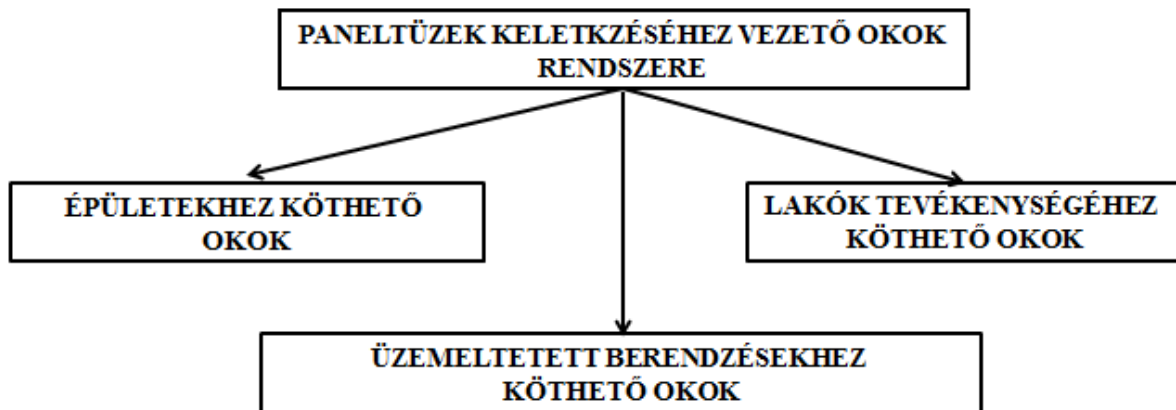 PANELTÜZEK KELETKZÉSÉHEZ VEZETŐ OKOK
RENDSZERE
ÉPÜLETEKHEZ KÖTHETŐ
OKOK
LAKÓK TEVÉKENYSÉGÉHEZ
KÖTHETŐ OKOK
ÜZEMELTETETT BERENDZÉSEKHEZ
KÖTHETŐ OKOK